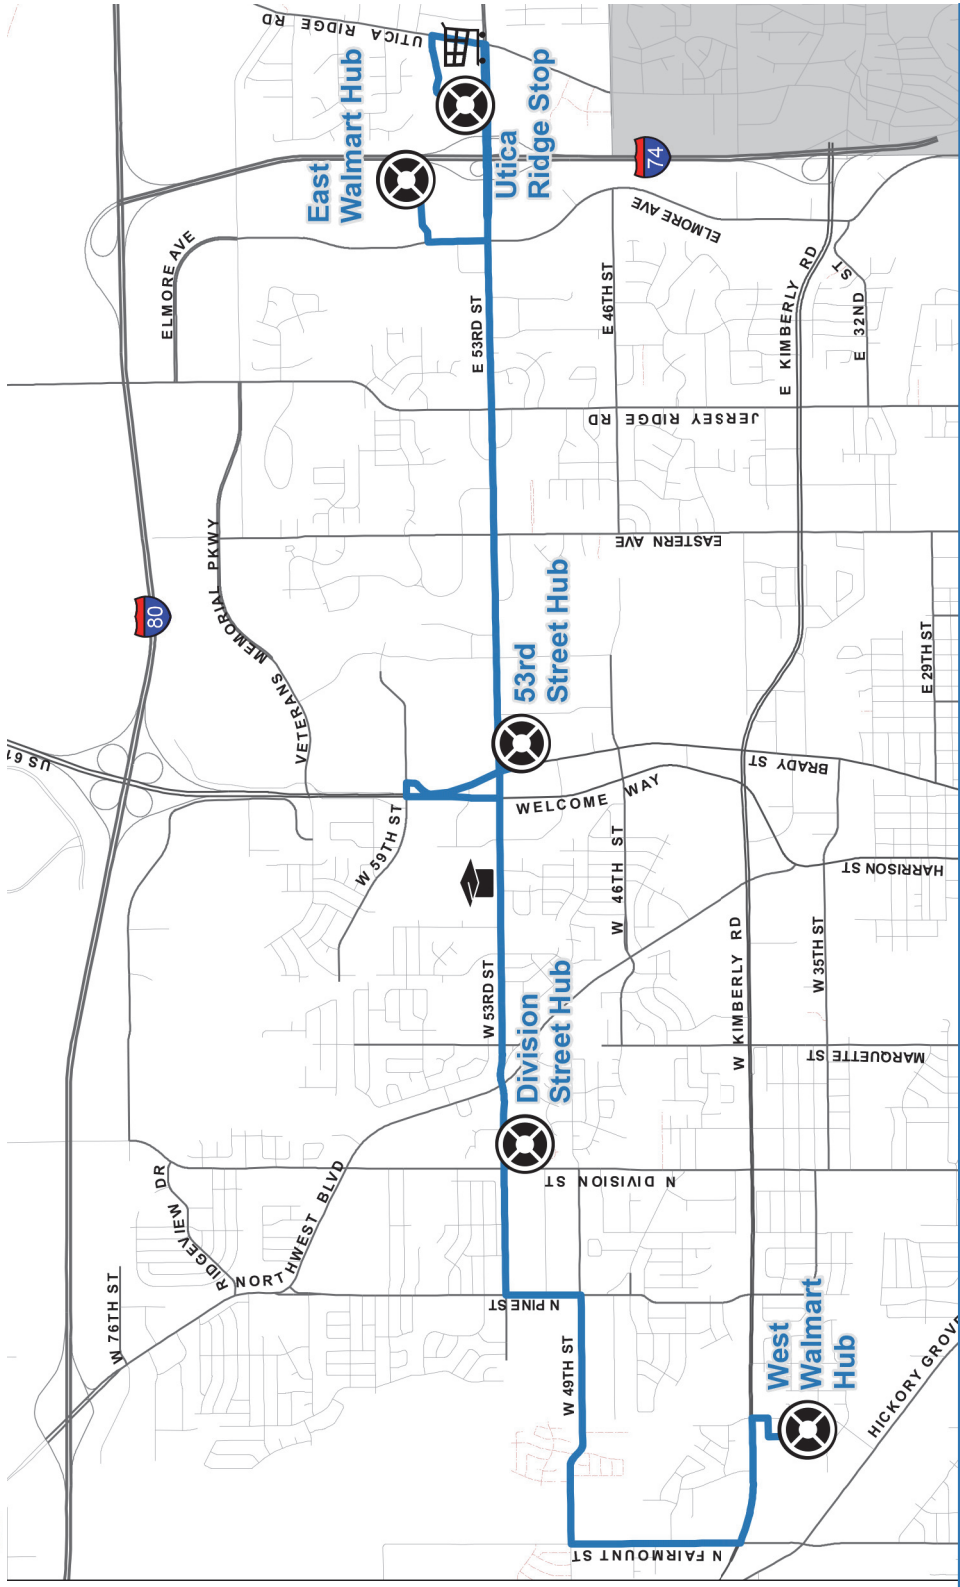 UTICA RIDGE RD
East
Walmart Hub
Utica
Ridge Stop
74
ELMORE AVE
ELMORE AVE
E 53RD ST
E 46TH ST
E KIMBERLY RD
E 32ND ST
JERSEY RIDGE RD
VETERANS MEMORIAL PKWY
EASTERN AVE
80
53rd
Street Hub
E 29TH ST
US 61
BRADY ST
WELCOME WAY
W 59TH ST
W 46TH ST
HARRISON ST
W 53RD ST
W KIMBERLY RD
W 35TH ST
Division
Street Hub
MARQUETTE ST
RIDGEVIEW DR
NORTHWEST BLVD
N DIVISION ST
W 76TH ST
N PINE ST
W 49TH ST
West
Walmart
Hub
HICKORY GROVE
N FAIRMOUNT ST